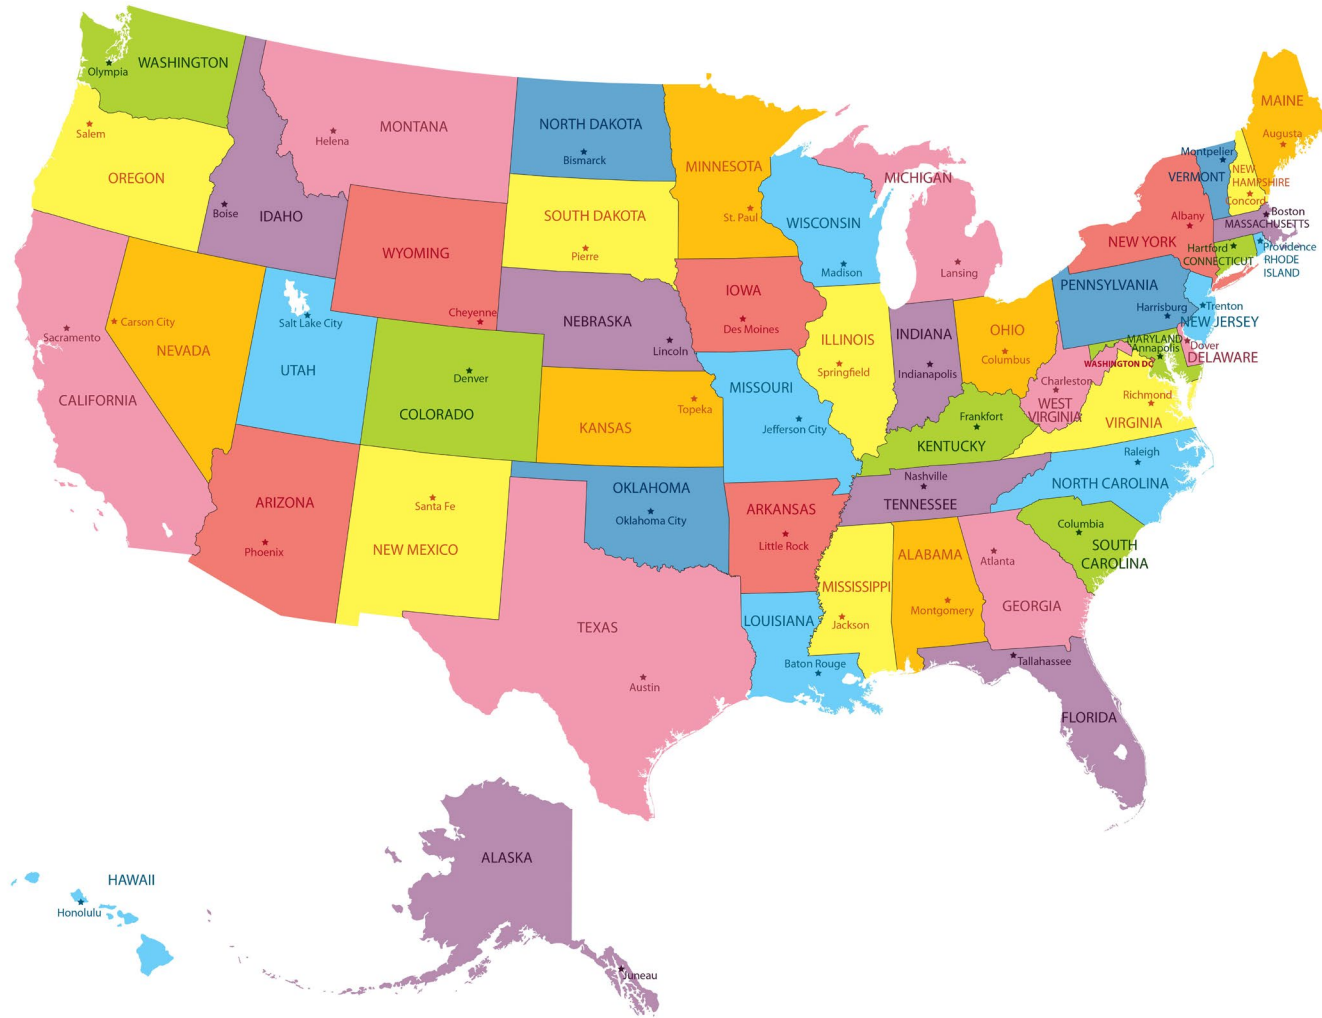 WASHINGTON
Olympia
MONTANA
Helena
NORTH DAKOTA
Bismarck
MINNESOTA
St. Paul
OREGON
Salem
IDAHO
Boise
WYOMING
Cheyenne
SOUTH DAKOTA
Pierre
WISCONSIN
Madison
MICHIGAN
Lansing
MAINE
Augusta
Montpelier
VERMONT
NEW
HAMPSHIRE
Concord
Boston
MASSACHUSETTS
Albany
NEW YORK
Hartford
CONNECTICUT
Providence
RHODE
ISLAND
PENNSYLVANIA
Harrisburg
Trenton
NEW JERSEY
MARYLAND
Annapolis
Dover
DELAWARE
WASHINGTON DC
CALIFORNIA
Sacramento
Carson City
NEVADA
Salt Lake City
UTAH
Denver
COLORADO
NEBRASKA
Lincoln
IOWA
Des Moines
ILLINOIS
Springfield
INDIANA
Indianapolis
OHIO
Columbus
Charleston
WEST
VIRGINIA
Richmond
VIRGINIA
KANSAS
Topeka
MISSOURI
Jefferson City
Frankfort
KENTUCKY
Nashville
TENNESSEE
Raleigh
NORTH CAROLINA
Columbia
SOUTH
CAROLINA
ARIZONA
Phoenix
Santa Fe
NEW MEXICO
OKLAHOMA
Oklahoma City
ARKANSAS
Little Rock
MISSISSIPPI
Jackson
ALABAMA
Montgomery
Atlanta
GEORGIA
TEXAS
Austin
LOUISIANA
Baton Rouge
Tallahassee
FLORIDA
ALASKA
Juneau
HAWAII
Honolulu